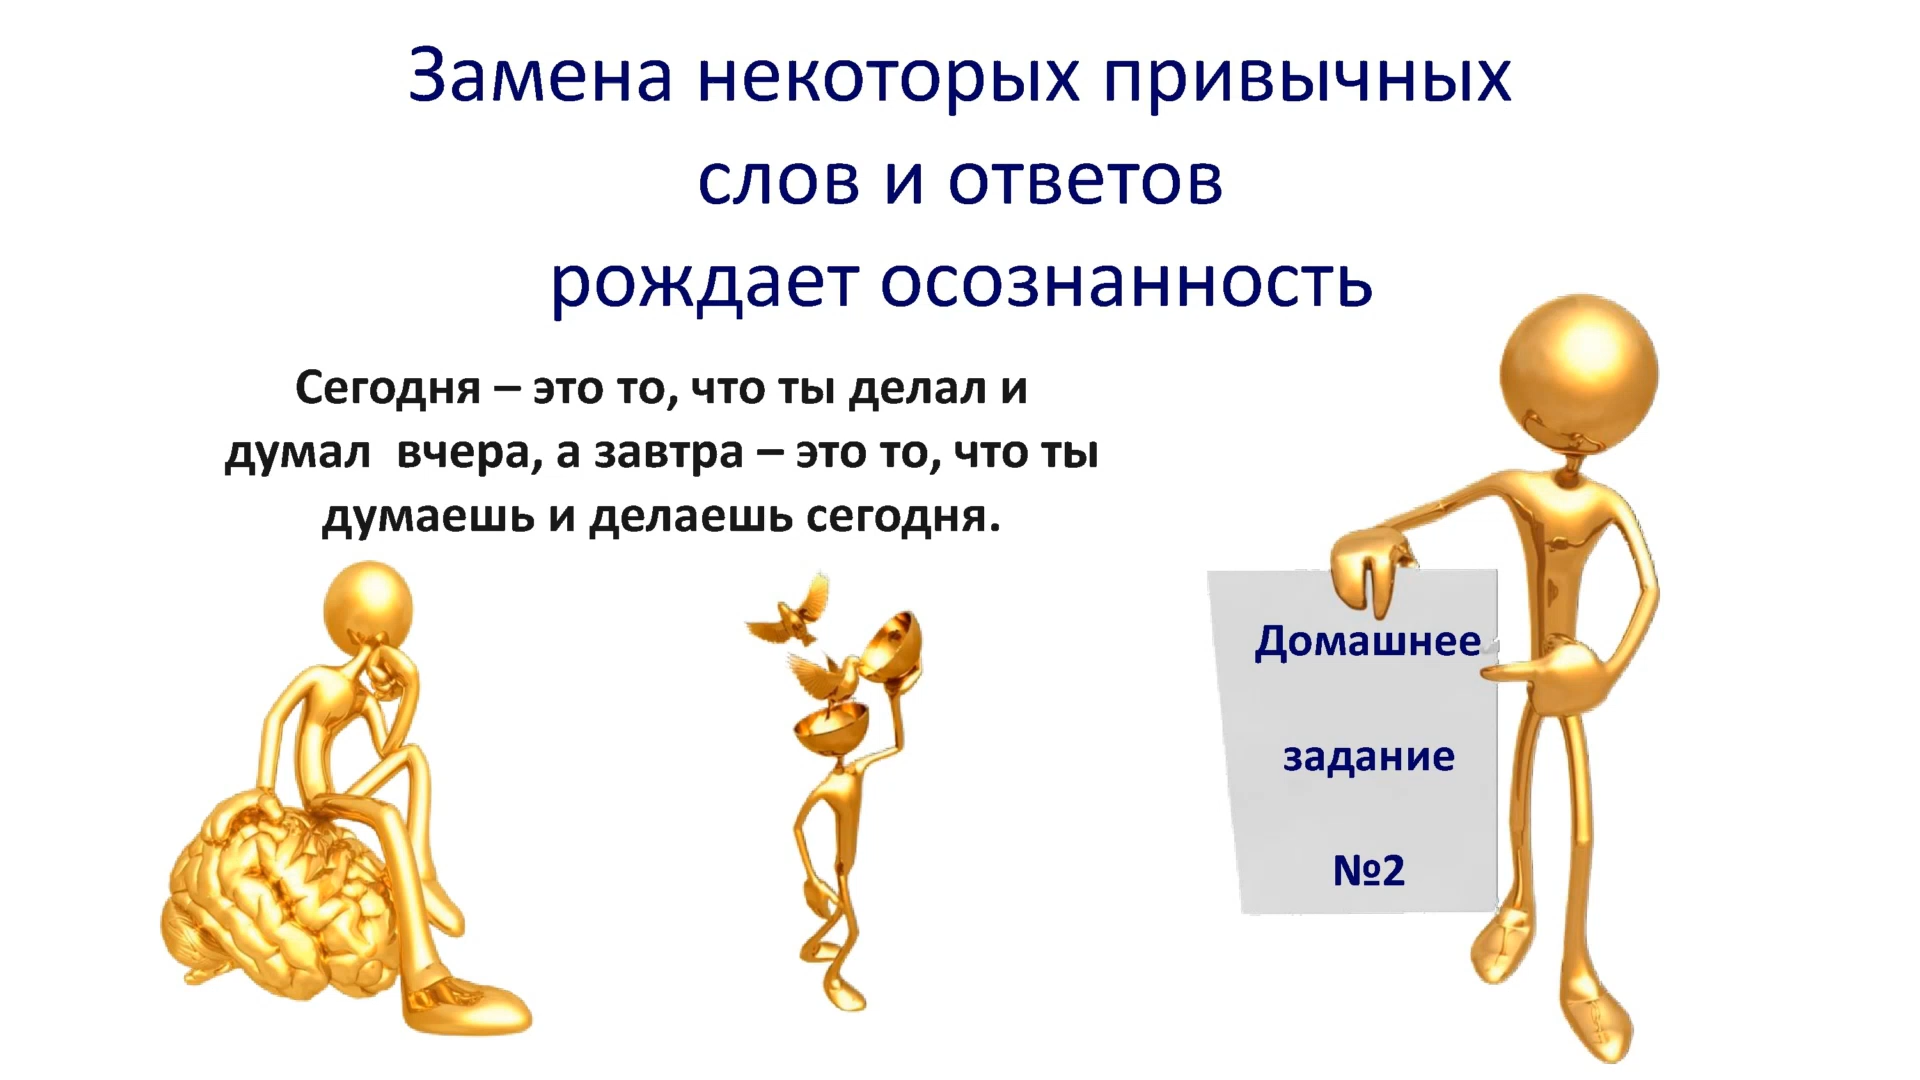 Замена некоторых привычных
слов и ответов
рождает осознанность
Сегодня – это то, что ты делал и
думал вчера, а завтра – это то, что ты
думаешь и делаешь сегодня.
Домашнее
задание
№2